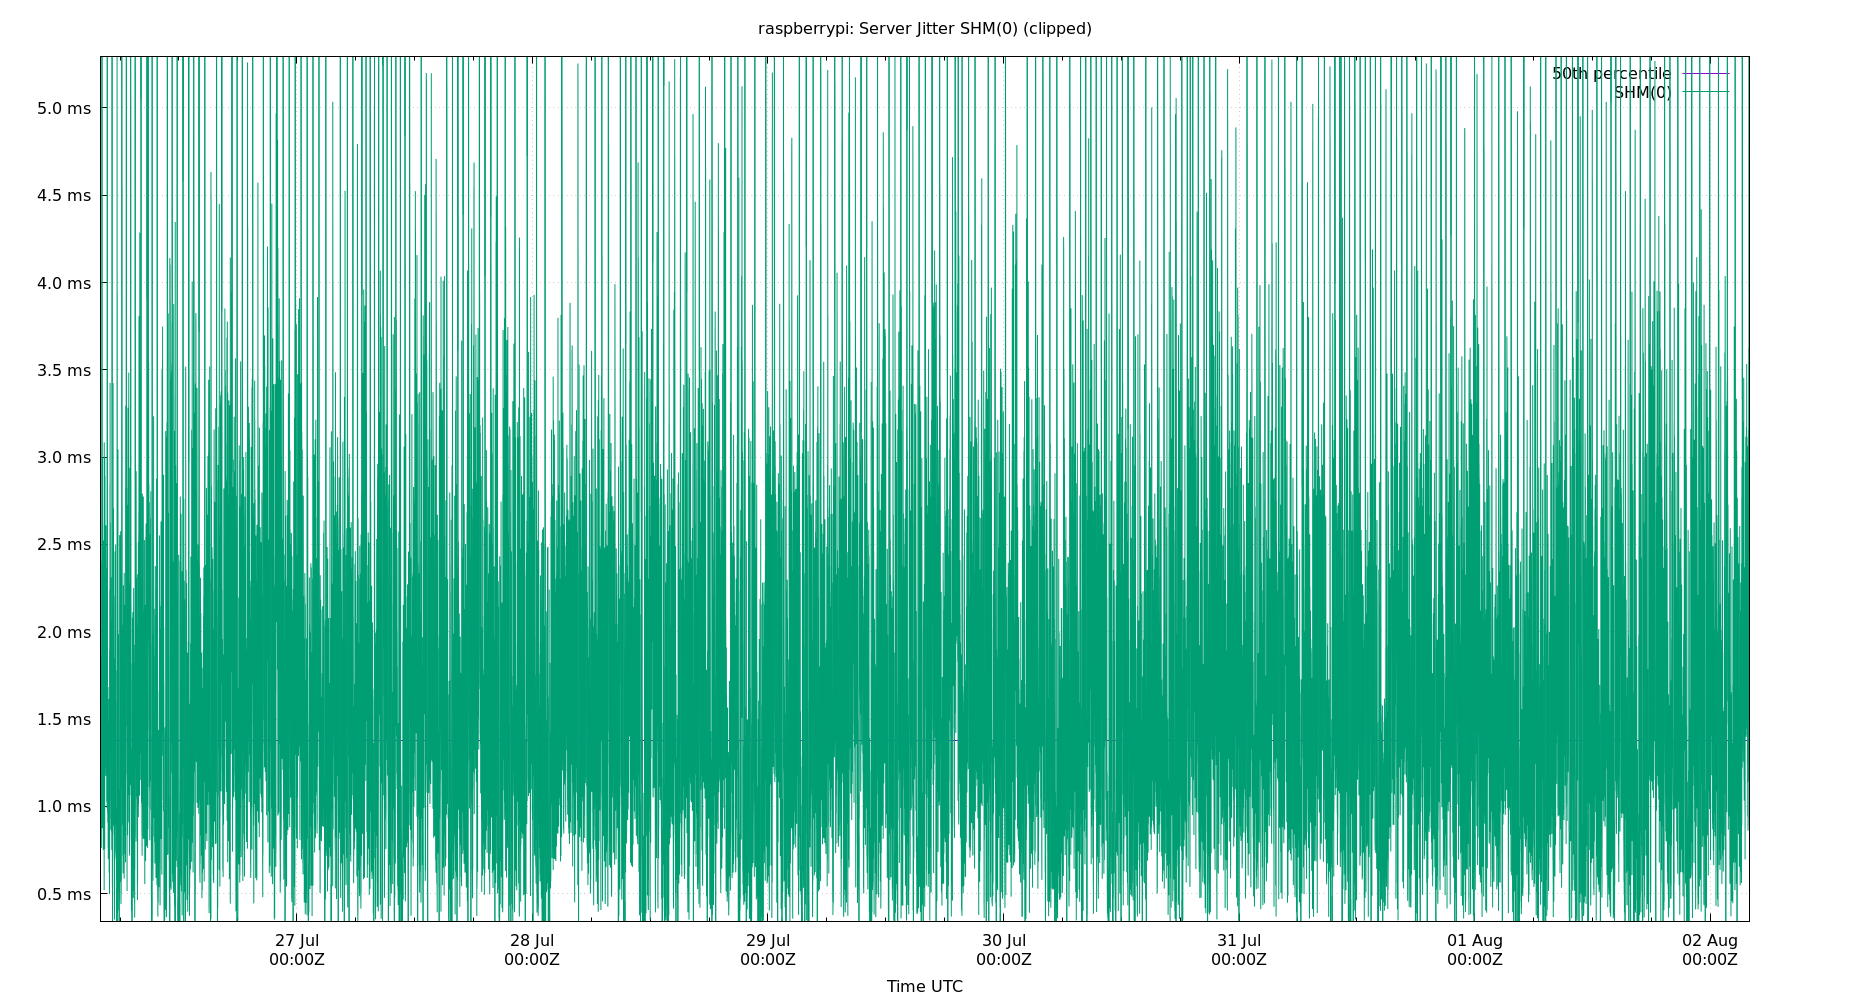 raspberrypi: Server Jitter SHM(0) (clipped)
50th percentile
SHM(0)
5.0 ms
4.5 ms
4.0 ms
3.5 ms
3.0 ms
2.5 ms
2.0 ms
1.5 ms
1.0 ms
0.5 ms
27 Jul 28 Jul 29 Jul 30 Jul 31 Jul 01 Aug 02 Aug
00:00Z 00:00Z 00:00Z 00:00Z 00:00Z 00:00Z 00:00Z
Time UTC